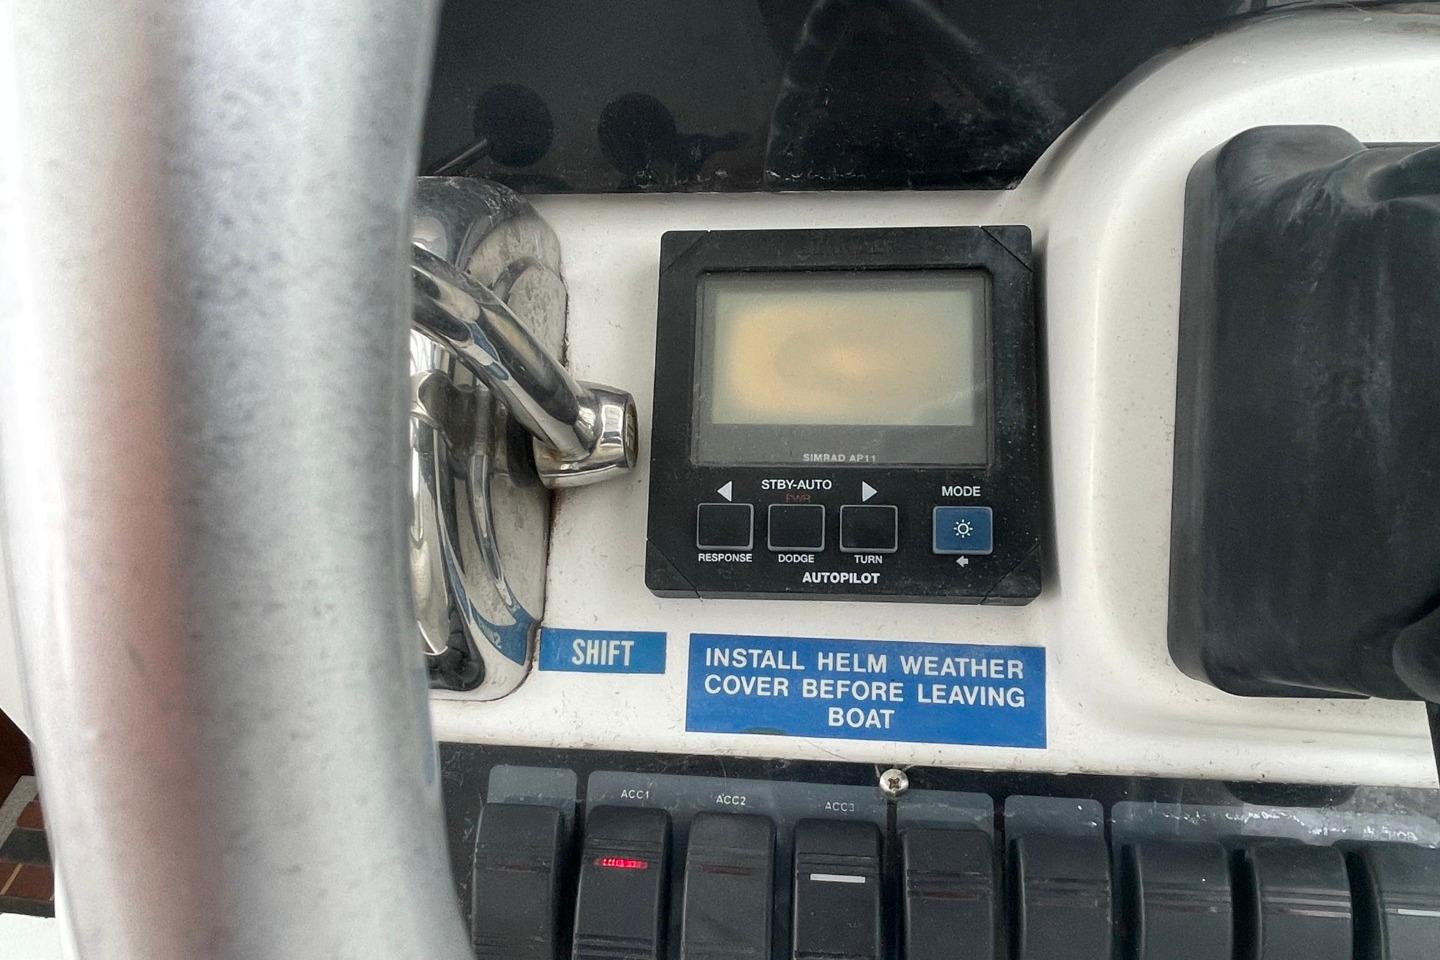 SIMRAD AP11
STBY-AUTO
PWR
MODE
RESPONSE
DODGE
TURN
AUTOPILOT
SHIFT
INSTALL HELM WEATHER
COVER BEFORE LEAVING
BOAT
ACC1
ACC2
ACC3